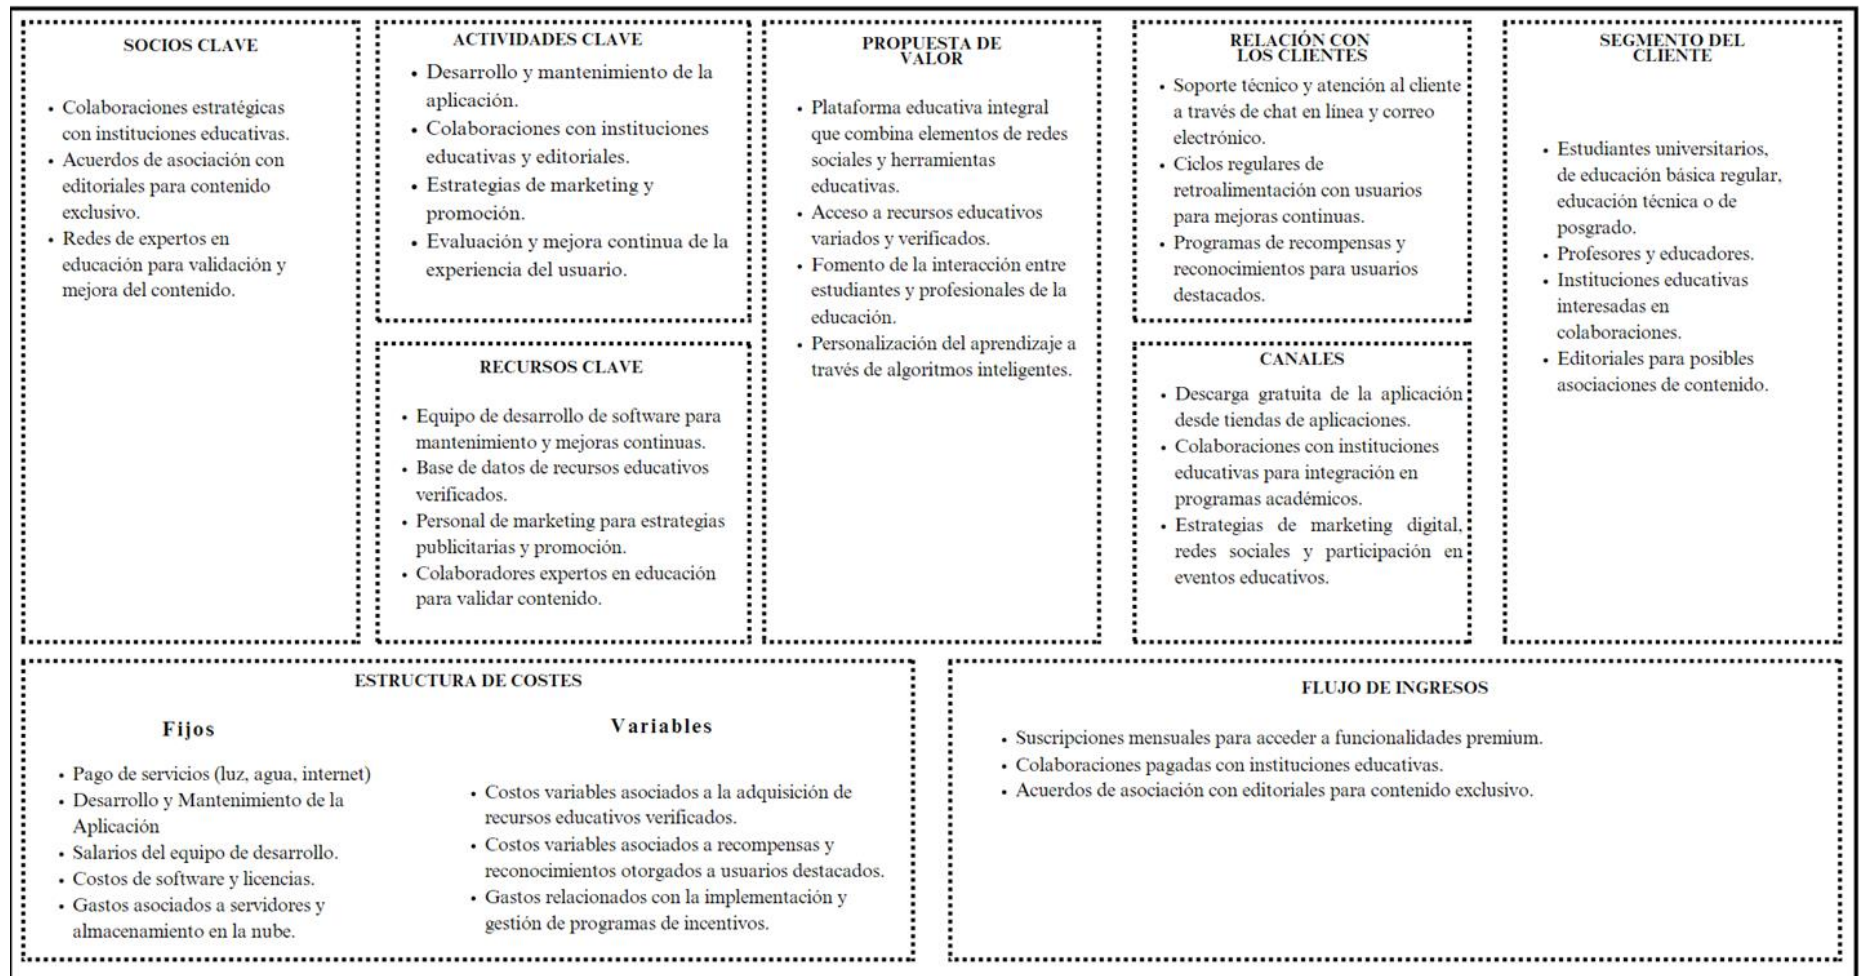 SOCIOS CLAVE
• Colaboraciones estratégicas
con instituciones educativas.
• Acuerdos de asociación con
editoriales para contenido
exclusivo.
• Redes de expertos en
educación para validación y
mejora del contenido.
ACTIVIDADES CLAVE
• Desarrollo y mantenimiento de la
aplicación.
• Colaboraciones con instituciones
educativas y editoriales.
• Estrategias de marketing y
promoción.
• Evaluación y mejora continua de la
experiencia del usuario.
RECURSOS CLAVE
• Equipo de desarrollo de software para
mantenimiento y mejoras continuas.
• Base de datos de recursos educativos
verificados.
• Personal de marketing para estrategias
publicitarias y promoción.
• Colaboradores expertos en educación
para validar contenido.
PROPUESTA DE
VALOR
• Plataforma educativa integral
que combina elementos de redes
sociales y herramientas
educativas.
• Acceso a recursos educativos
variados y verificados.
• Fomento de la interacción entre
estudiantes y profesionales de la
educación.
• Personalización del aprendizaje a
través de algoritmos inteligentes.
RELACIÓN CON
LOS CLIENTES
• Soporte técnico y atención al cliente
a través de chat en línea y correo
electrónico.
• Ciclos regulares de
retroalimentación con usuarios
para mejoras continuas.
• Programas de recompensas y
reconocimientos para usuarios
destacados.
CANALES
• Descarga gratuita de la aplicación
desde tiendas de aplicaciones.
• Colaboraciones con instituciones
educativas para integración en
programas académicos.
• Estrategias de marketing digital,
redes sociales y participación en
eventos educativos.
SEGMENTO DEL
CLIENTE
• Estudiantes universitarios,
de educación básica regular,
educación técnica o de
posgrado.
• Profesores y educadores.
• Instituciones educativas
interesadas en
colaboraciones.
• Editoriales para posibles
asociaciones de contenido.
ESTRUCTURA DE COSTES
Fijos
• Pago de servicios (luz, agua, internet)
• Desarrollo y Mantenimiento de la
Aplicación
• Salarios del equipo de desarrollo.
• Costos de software y licencias.
• Gastos asociados a servidores y
almacenamiento en la nube.
Variables
• Costos variables asociados a la adquisición de
recursos educativos verificados.
• Costos variables asociados a recompensas y
reconocimientos otorgados a usuarios destacados.
• Gastos relacionados con la implementación y
gestión de programas de incentivos.
FLUJO DE INGRESOS
• Suscripciones mensuales para acceder a funcionalidades premium.
• Colaboraciones pagadas con instituciones educativas.
• Acuerdos de asociación con editoriales para contenido exclusivo.